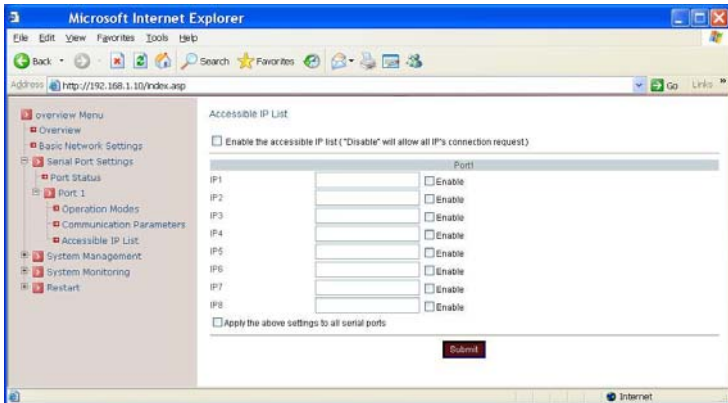 Microsoft Internet Explorer
File Edit View Favorites Tools Help
Back Search Favorites
Address http://192.168.1.10/index.asp Go Links »
overview Menu
Overview
Basic Network Settings
Serial Port Settings
Port Status
Port 1
Operation Modes
Communication Parameters
Accessible IP List
System Management
System Monitoring
Restart
Accessible IP List
Enable the accessible IP list ("Disable" will allow all IP's connection request)
Port1
IP1 Enable
IP2 Enable
IP3 Enable
IP4 Enable
IP5 Enable
IP6 Enable
IP7 Enable
IP8 Enable
Apply the above settings to all serial ports
Submit
Internet